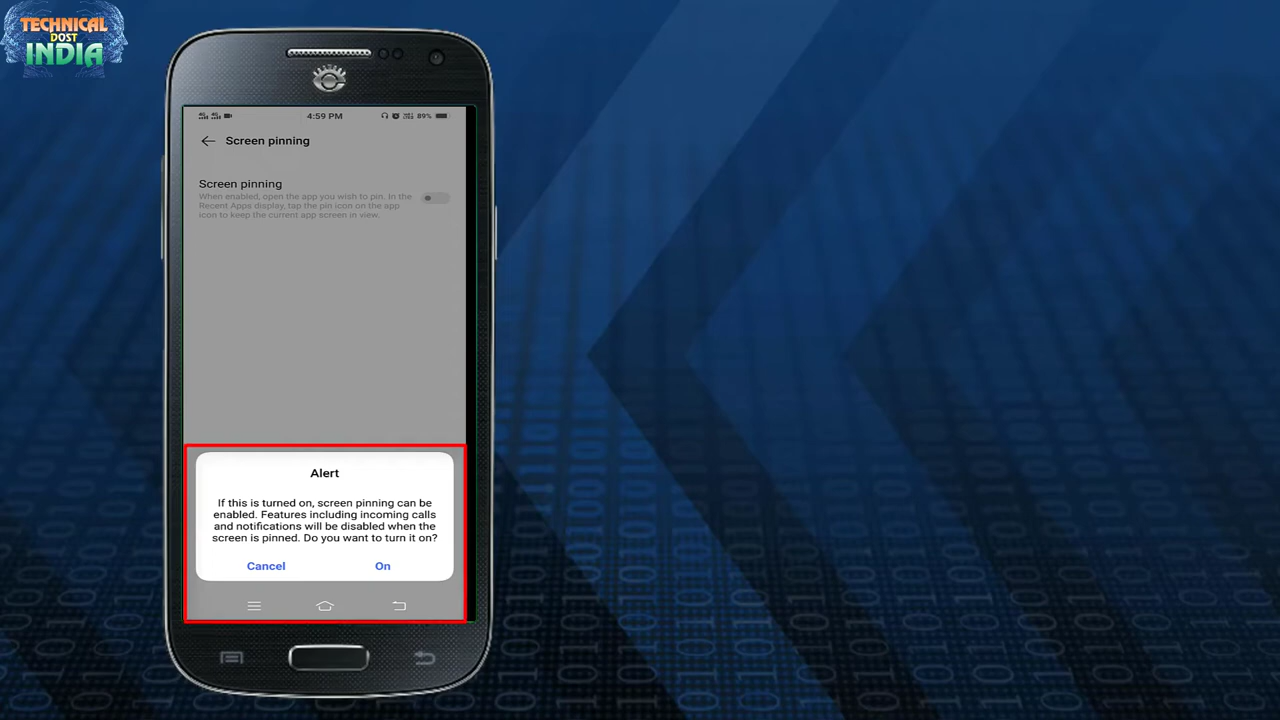 TECHNICAL
DOST
INDIA
4:59 PM
89%
Screen pinning
Screen pinning
When enabled, open the app you wish to pin. In the
Recent Apps display, tap the pin icon on the app
icon to keep the current app screen in view.
Alert
If this is turned on, screen pinning can be
enabled. Features including incoming calls
and notifications will be disabled when the
screen is pinned. Do you want to turn it on?
Cancel
On